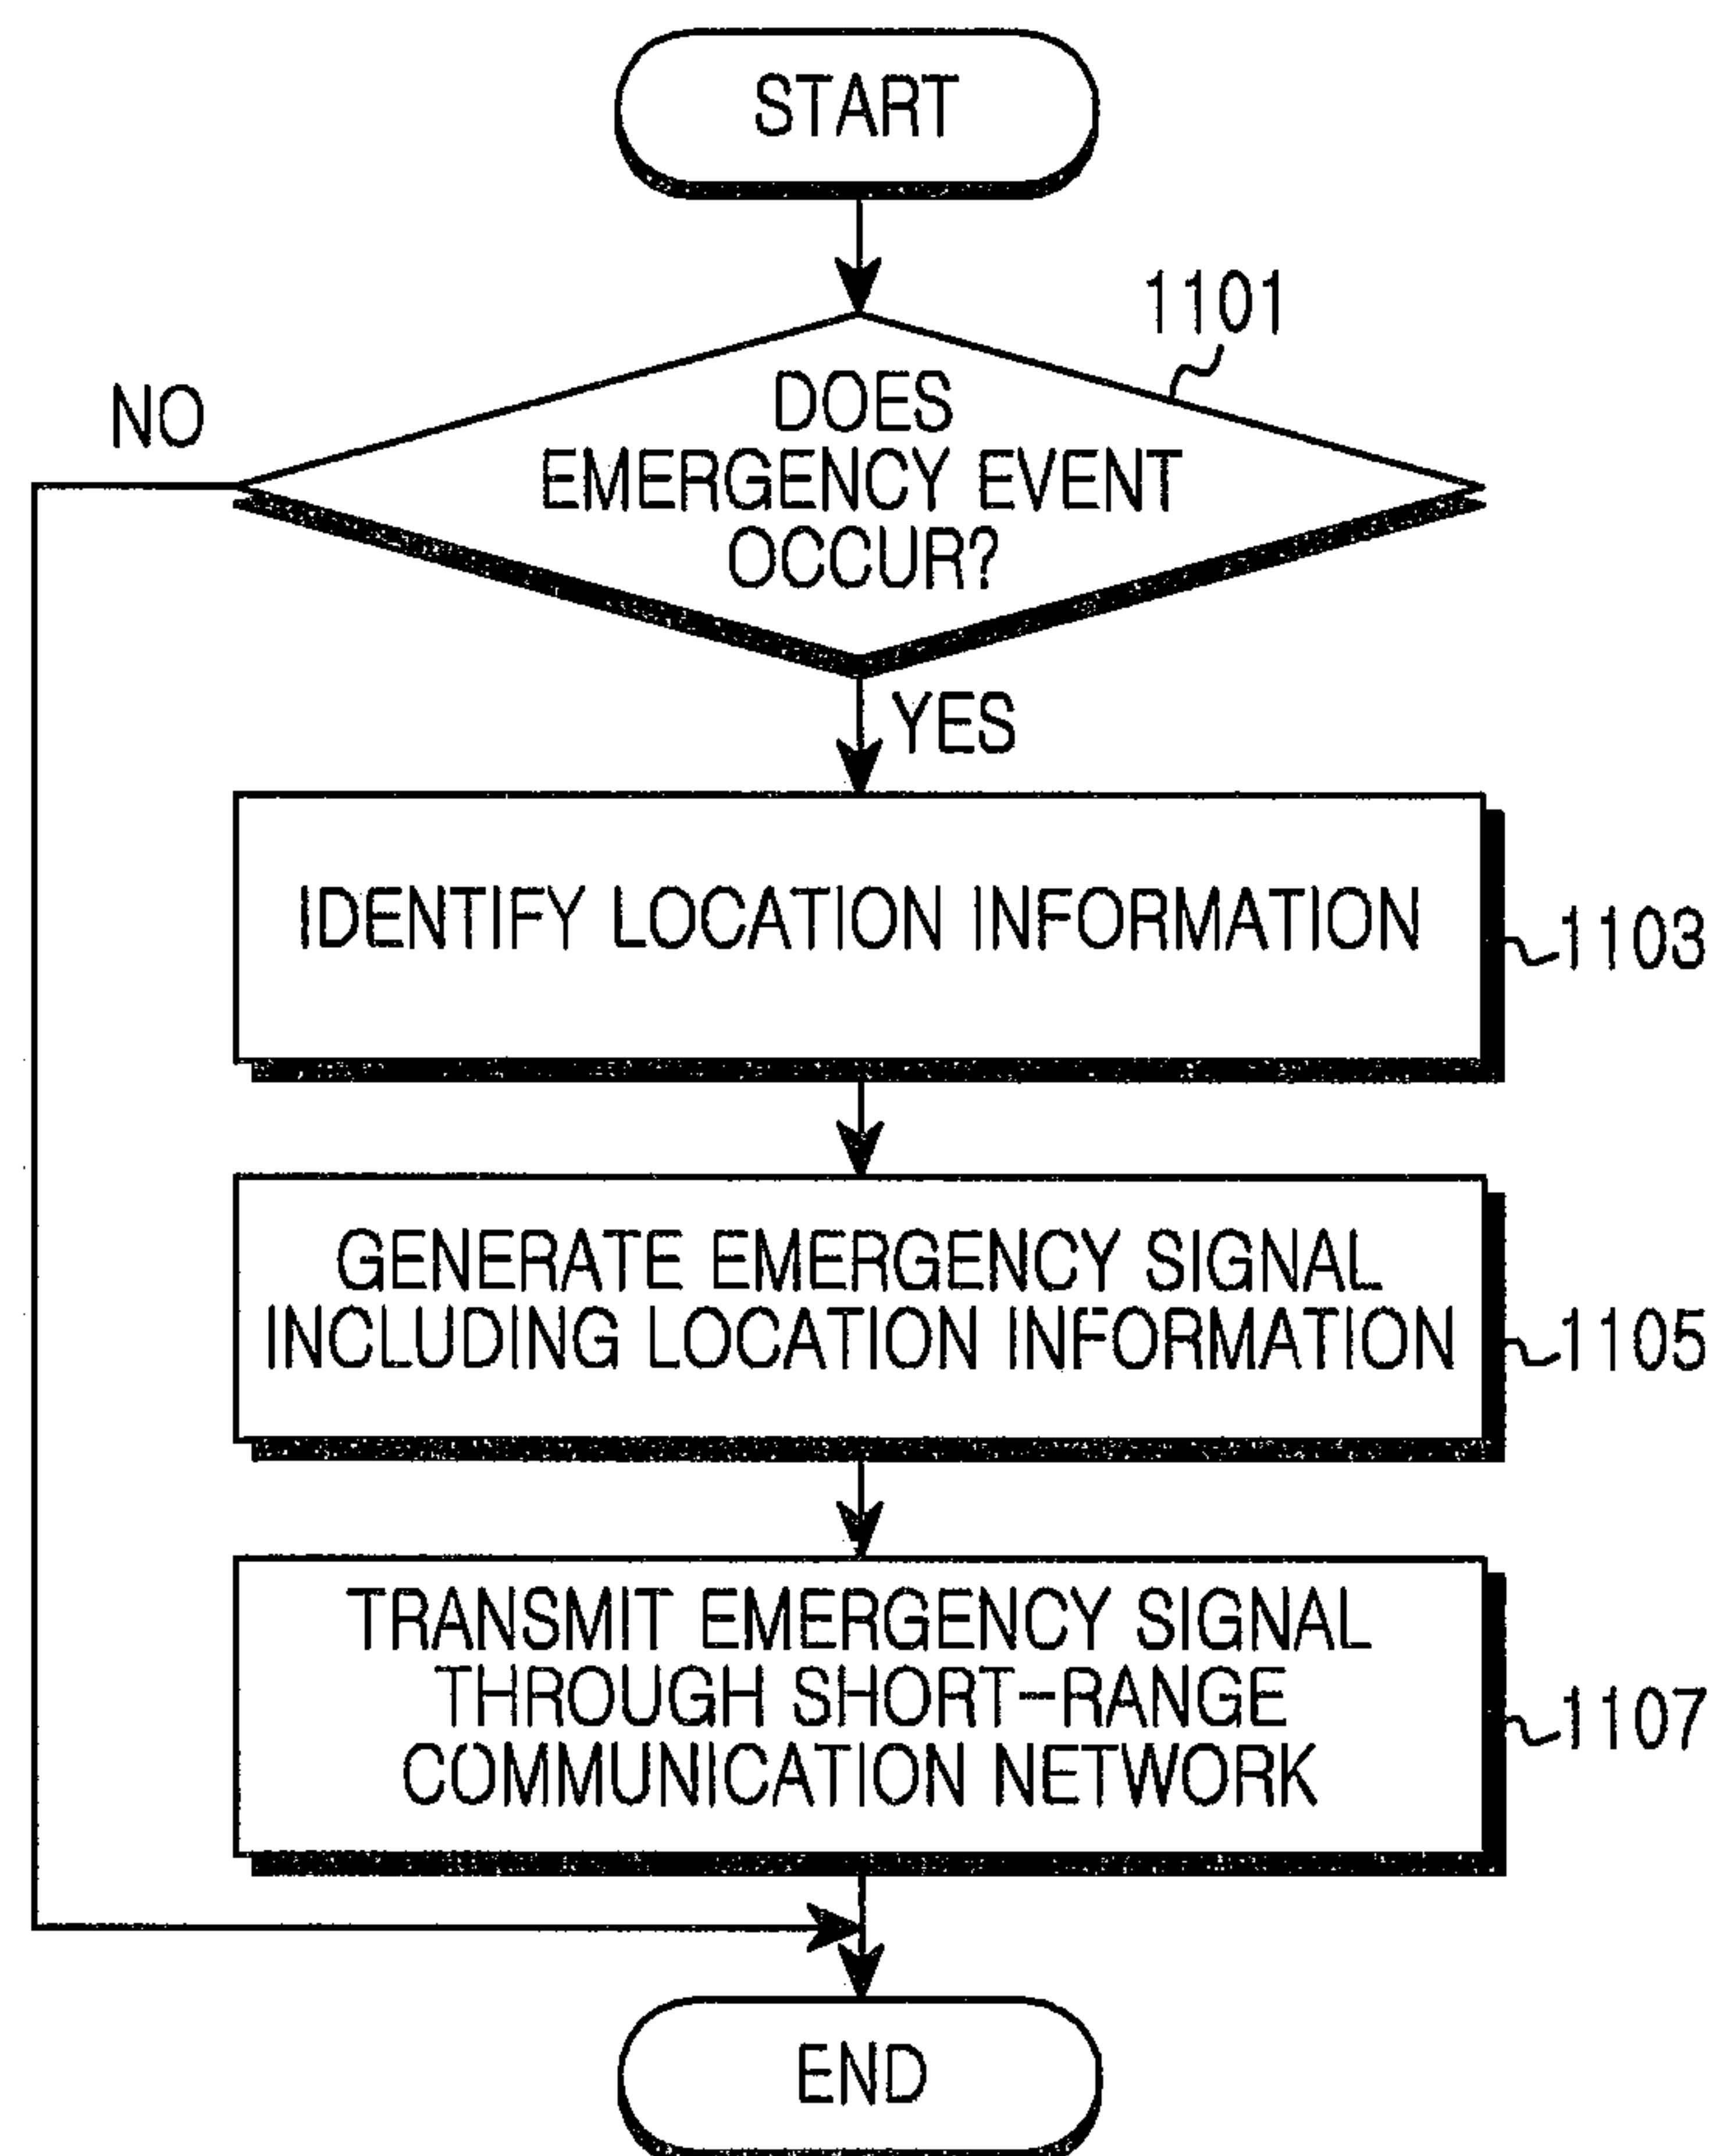 START
1101
NO
DOES
EMERGENCY EVENT
OCCUR?
YES
IDENTIFY LOCATION INFORMATION
1103
GENERATE EMERGENCY SIGNAL
INCLUDING LOCATION INFORMATION
1105
TRANSMIT EMERGENCY SIGNAL
THROUGH SHORT-RANGE
COMMUNICATION NETWORK
1107
END